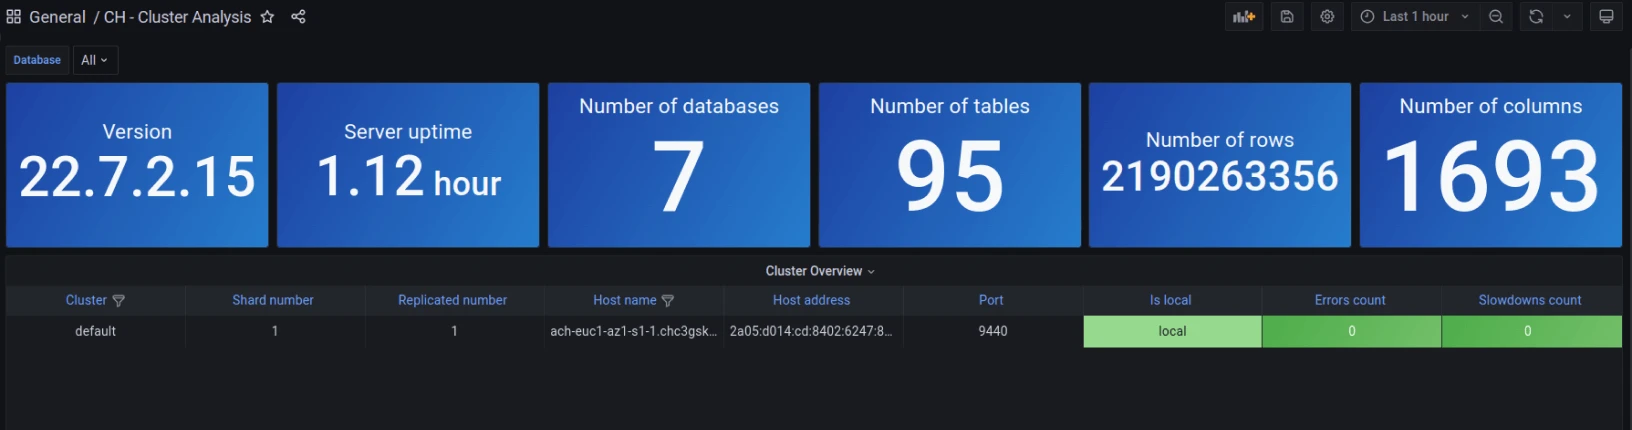 General / CH - Cluster Analysis
Last 1 hour
Database All
Version
22.7.2.15
Server uptime
1.12 hour
Number of databases
7
Number of tables
95
Number of rows
2190263356
Number of columns
1693
Cluster Overview
Cluster Shard number Replicated number Host name Host address Port Is local Errors count Slowdowns count
default 1 1 ach-euc1-az1-s1-1.chc3gsk... 2a05:d014:cd:8402:6247:8... 9440 local 0 0